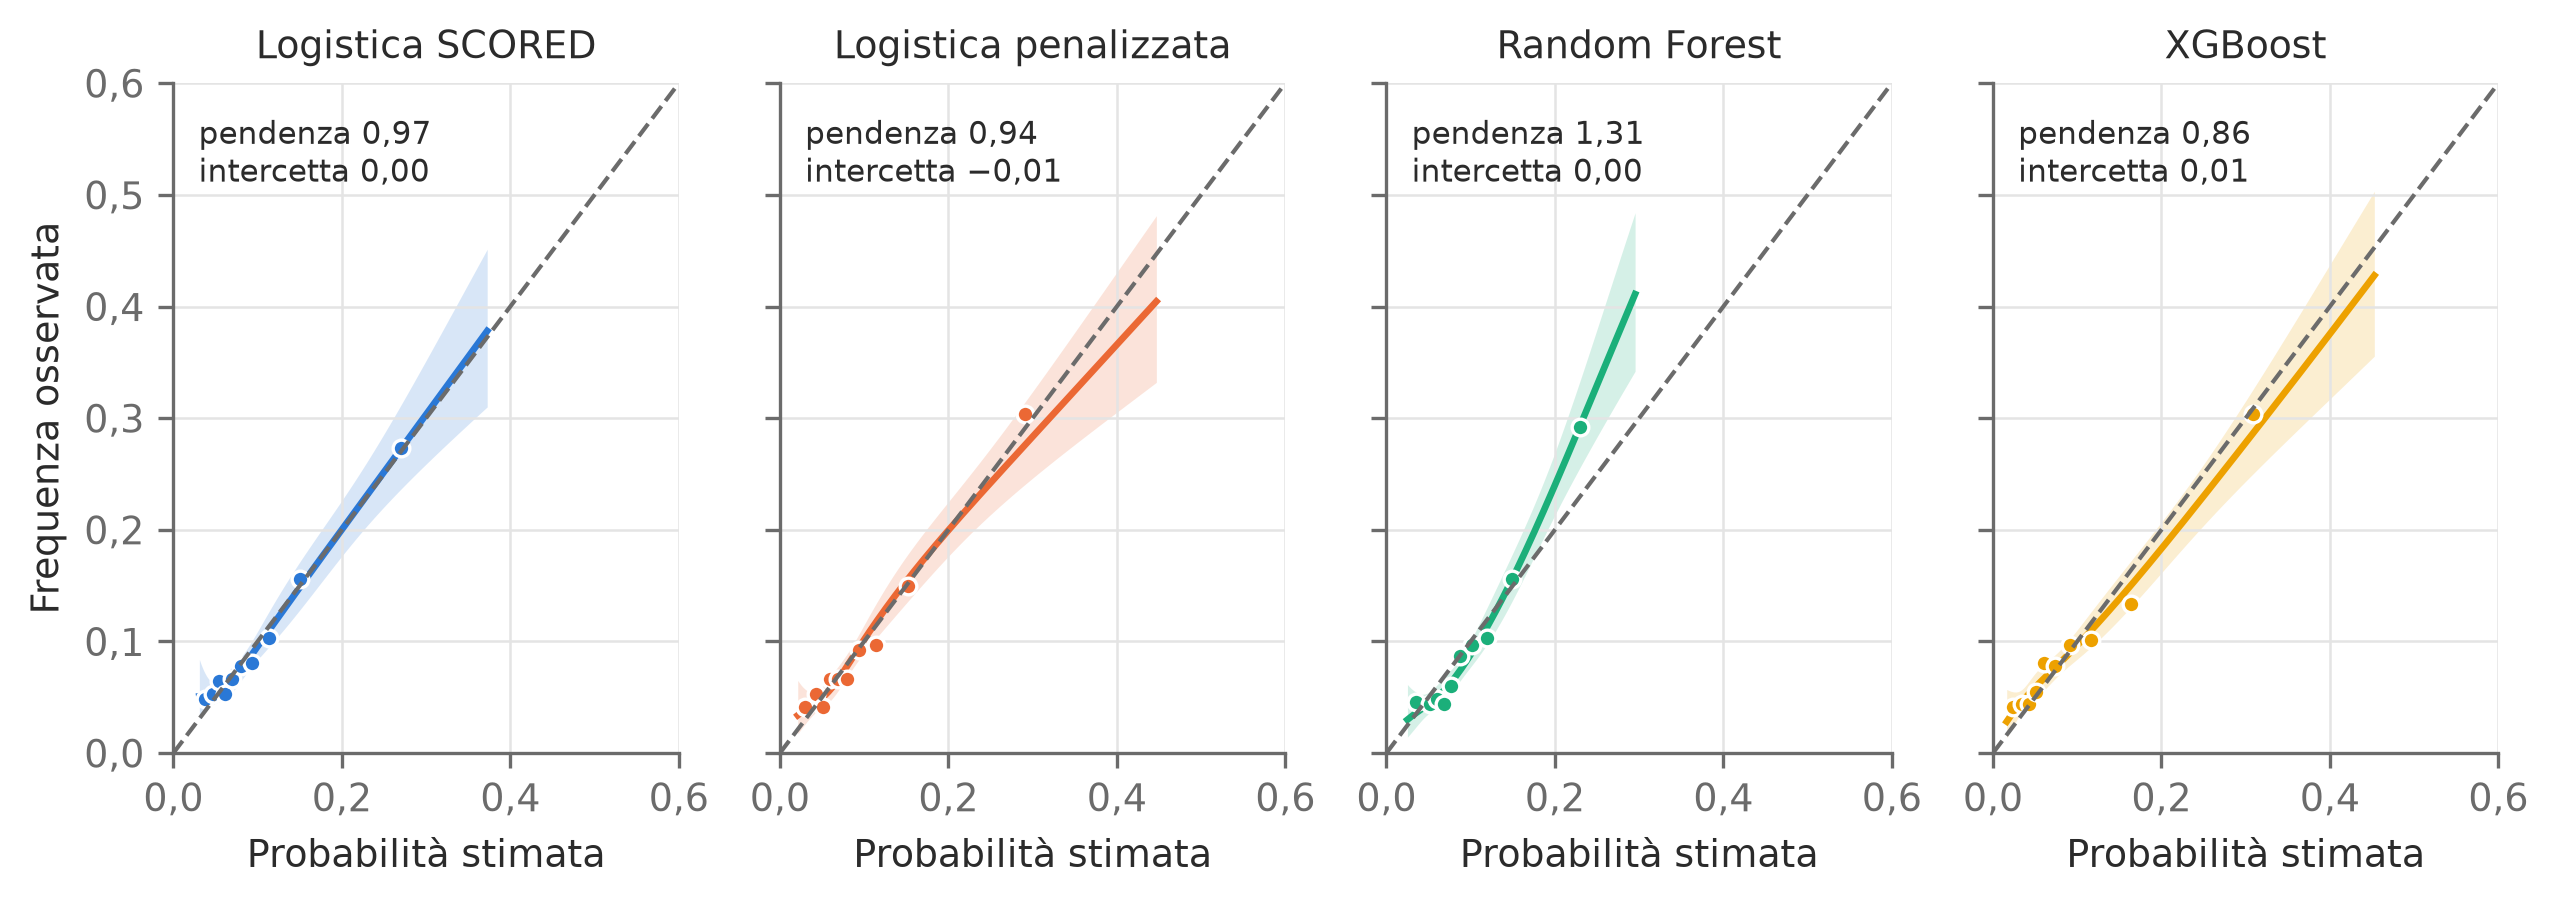 Logistica SCORED
Logistica penalizzata
Random Forest
XGBoost
0,6
0,5
0,4
0,3
0,2
0,1
0,0
Frequenza osservata
pendenza 0,97
intercetta 0,00
pendenza 0,94
intercetta −0,01
pendenza 1,31
intercetta 0,00
pendenza 0,86
intercetta 0,01
0,0 0,2 0,4 0,6
0,0 0,2 0,4 0,6
0,0 0,2 0,4 0,6
0,0 0,2 0,4 0,6
Probabilità stimata
Probabilità stimata
Probabilità stimata
Probabilità stimata